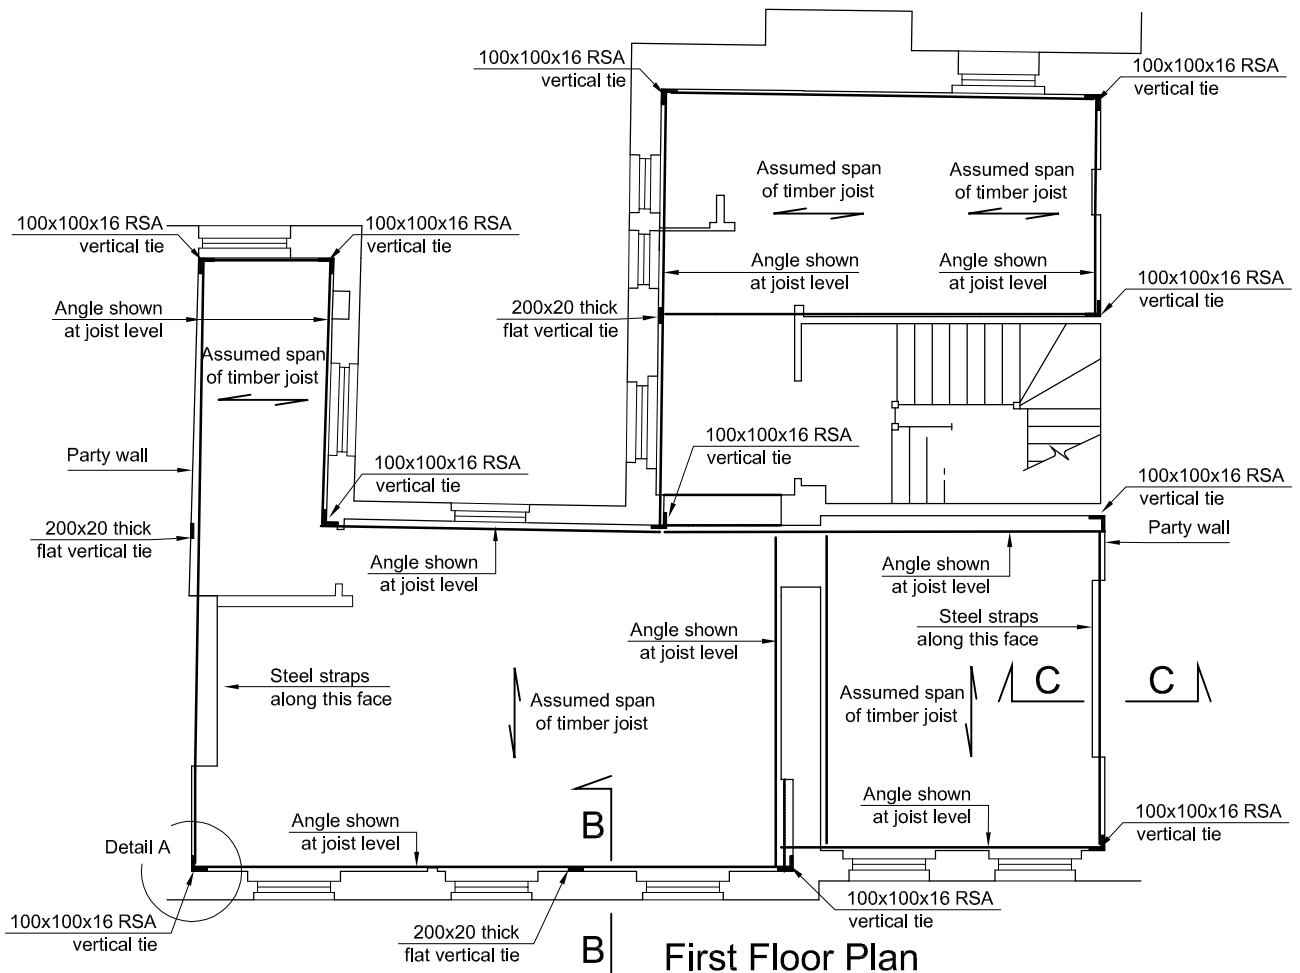 100x100x16 RSA
vertical tie
100x100x16 RSA
vertical tie
Assumed span
of timber joist
Assumed span
of timber joist
100x100x16 RSA
vertical tie
100x100x16 RSA
vertical tie
Angle shown
at joist level
Angle shown
at joist level
100x100x16 RSA
vertical tie
Angle shown
at joist level
200x20 thick
flat vertical tie
Assumed span
of timber joist
Party wall
100x100x16 RSA
vertical tie
100x100x16 RSA
vertical tie
100x100x16 RSA
vertical tie
200x20 thick
flat vertical tie
Party wall
Angle shown
at joist level
Angle shown
at joist level
Steel straps
along this face
Angle shown
at joist level
Steel straps
along this face
Assumed span
of timber joist
Assumed span
of timber joist
C
C
Angle shown
at joist level
Angle shown
at joist level
B
100x100x16 RSA
vertical tie
Detail A
100x100x16 RSA
vertical tie
100x100x16 RSA
vertical tie
200x20 thick
flat vertical tie
B
First Floor Plan